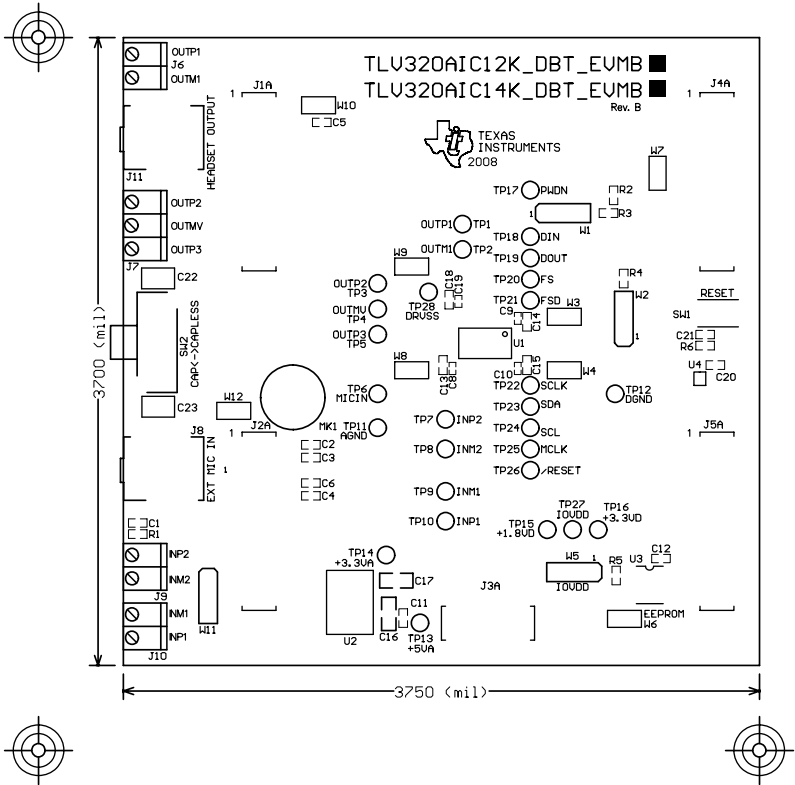 OUTP1
J6
OUTM1
TLV320AIC12K_DBT_EVMB
TLV320AIC14K_DBT_EVMB
Rev. B
J1A
1
W10
C5
J4A
1
HEADSET OUTPUT
J11
TEXAS
INSTRUMENTS
2008
W7
TP17 PWDN
R2
R3
1
W1
OUTP2
OUTMV
OUTP3
J7
OUTP1 TP1
OUTM1 TP2
TP18 DIN
TP19 DOUT
TP20 FS
TP21 FSD
W9
C22
OUTP2
TP3
OUTMV
TP4
OUTP3
TP5
TP28
DRVSS
C18
C19
R4
W2
1
RESET
SW1
C9
C14
W3
U1
C21
R6
U4
C20
SW2
CAP<->CAPLESS
3700 (mil)
W8
C13
C8
C10
C15
W4
TP22 SCLK
TP23 SDA
TP24 SCL
TP25 MCLK
TP26 /RESET
TP12
DGND
TP6
MICIN
C23
W12
MK1
TP11
AGND
TP7 INP2
TP8 INM2
TP9 INM1
TP10 INP1
J8
EXT MIC IN
1
J2A
1
C2
C3
C6
C4
J5A
1
C1
R1
TP27
IOVDD
TP15
+1.8VD
TP16
+3.3VD
INP2
INM2
J9
INM1
INP1
J10
W11
TP14
+3.3VA
C17
U2
C16
C11
TP13
+5VA
J3A
W5
1
IOVDD
R5
U3
C12
EEPROM
W6
3750 (mil)